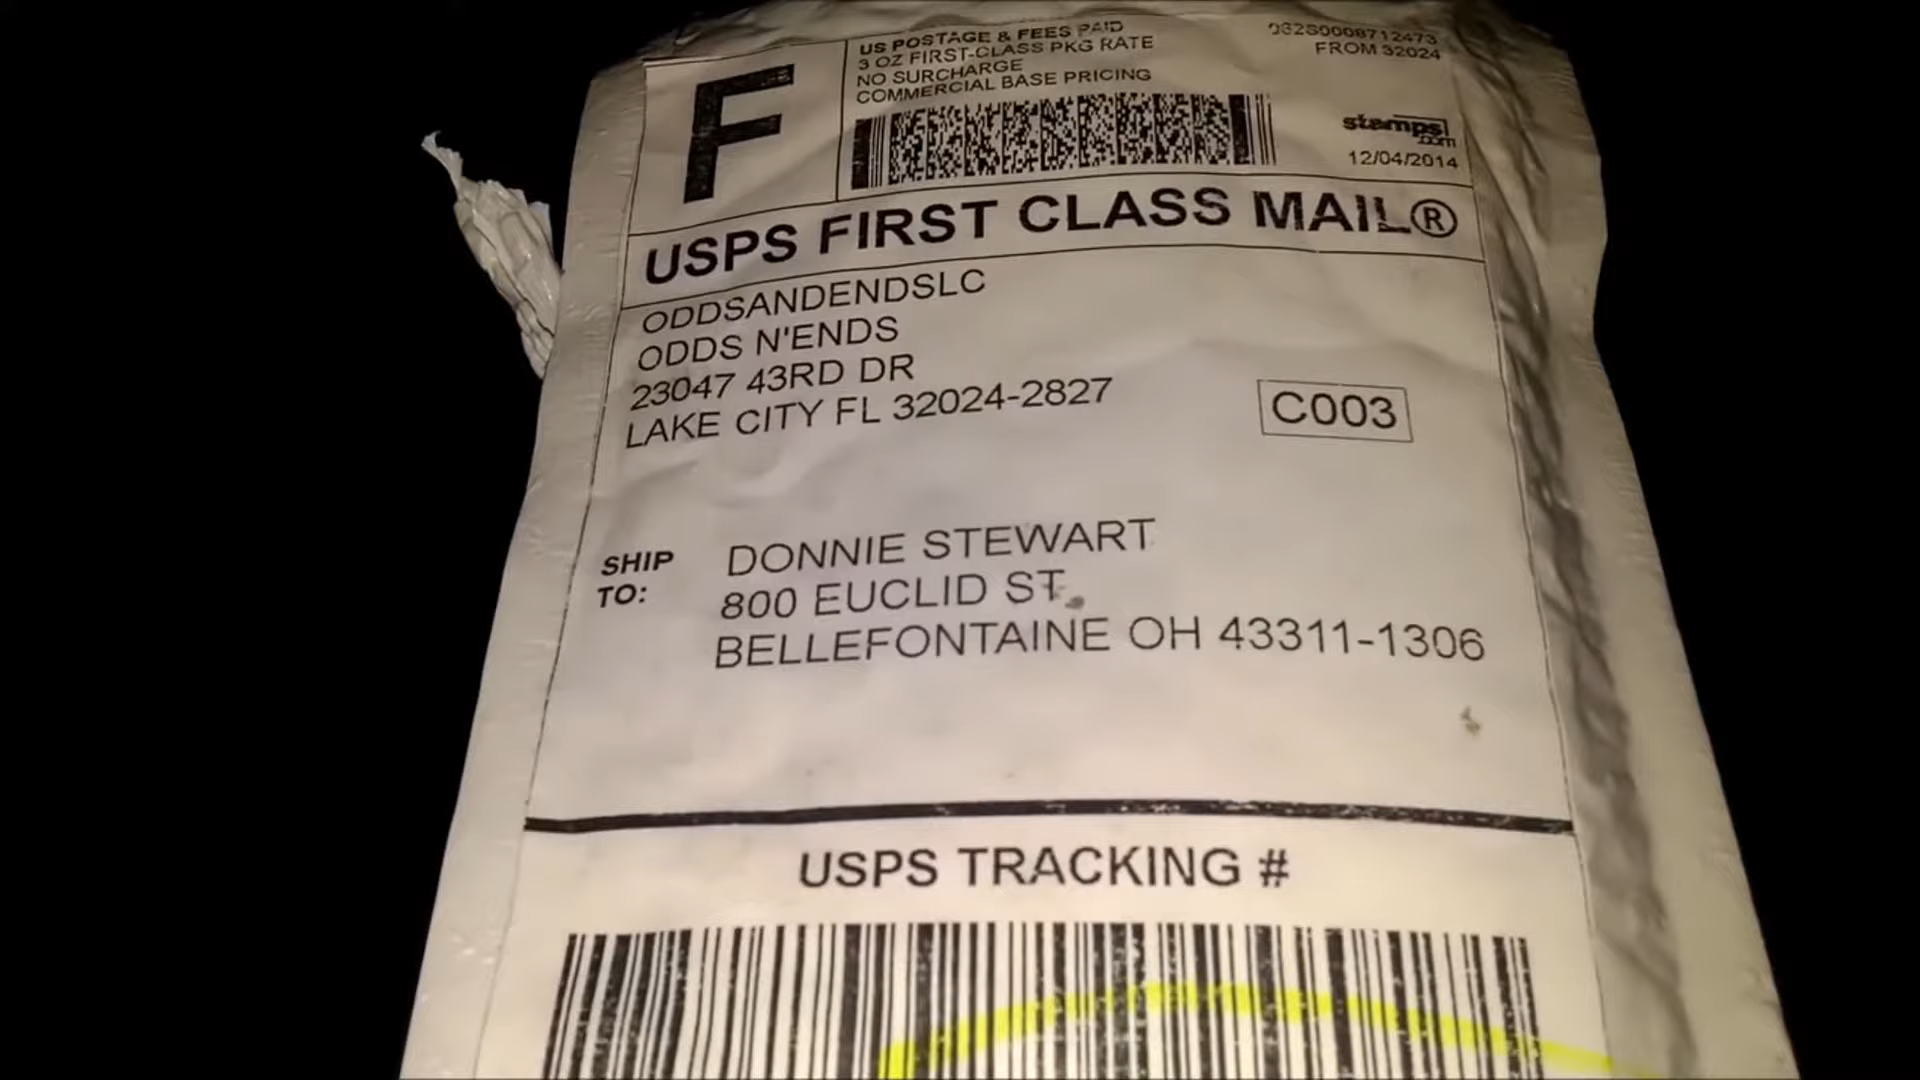 F
US POSTAGE & FEES PAID
3 OZ FIRST-CLASS PKG RATE
NO SURCHARGE
COMMERCIAL BASE PRICING
062S0008712473
FROM 32024
stamps
.com
12/04/2014
USPS FIRST CLASS MAIL®
ODDSANDENDSLC
ODDS N'ENDS
23047 43RD DR
LAKE CITY FL 32024-2827
C003
SHIP
TO:
DONNIE STEWART
800 EUCLID ST
BELLEFONTAINE OH 43311-1306
USPS TRACKING #